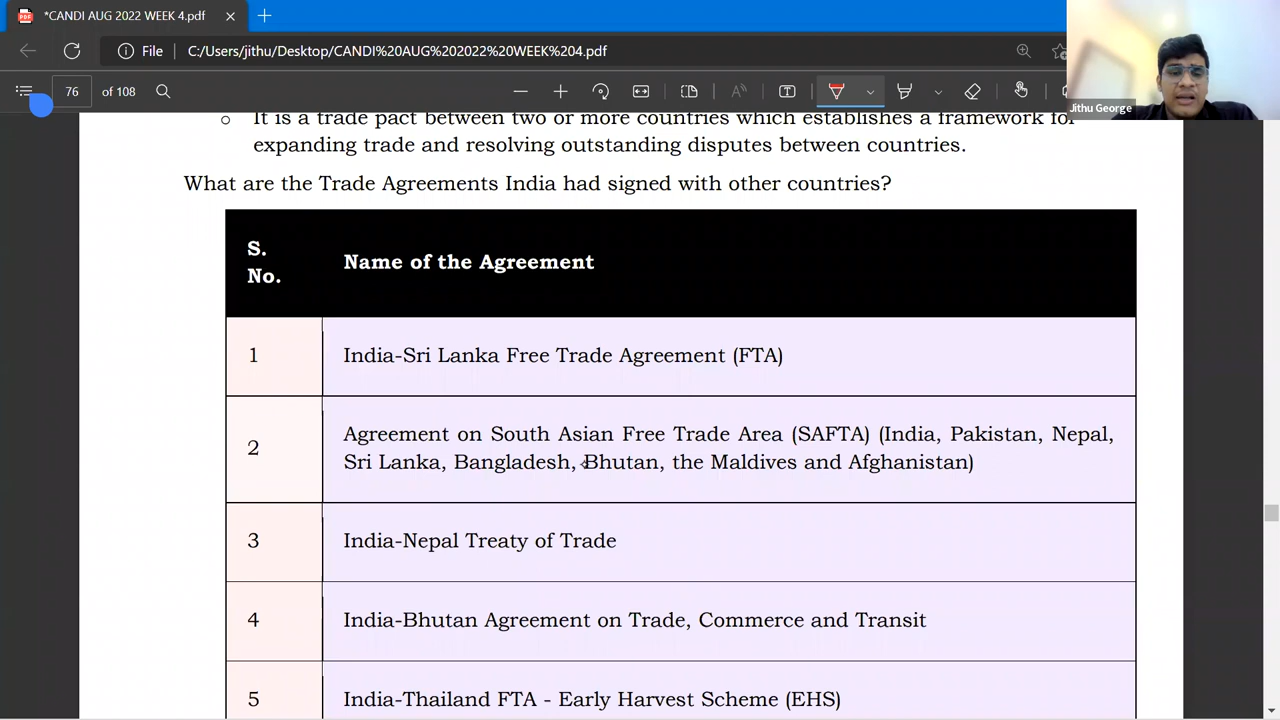 *CANDI AUG 2022 WEEK 4.pdf
File
C:/Users/jithu/Desktop/CANDI%20AUG%202022%20WEEK%204.pdf
76 of 108
Jithu George
o It is a trade pact between two or more countries which establishes a framework for
expanding trade and resolving outstanding disputes between countries.
What are the Trade Agreements India had signed with other countries?
S. No. Name of the Agreement
1 India-Sri Lanka Free Trade Agreement (FTA)
2 Agreement on South Asian Free Trade Area (SAFTA) (India, Pakistan, Nepal,
Sri Lanka, Bangladesh, Bhutan, the Maldives and Afghanistan)
3 India-Nepal Treaty of Trade
4 India-Bhutan Agreement on Trade, Commerce and Transit
5 India-Thailand FTA - Early Harvest Scheme (EHS)